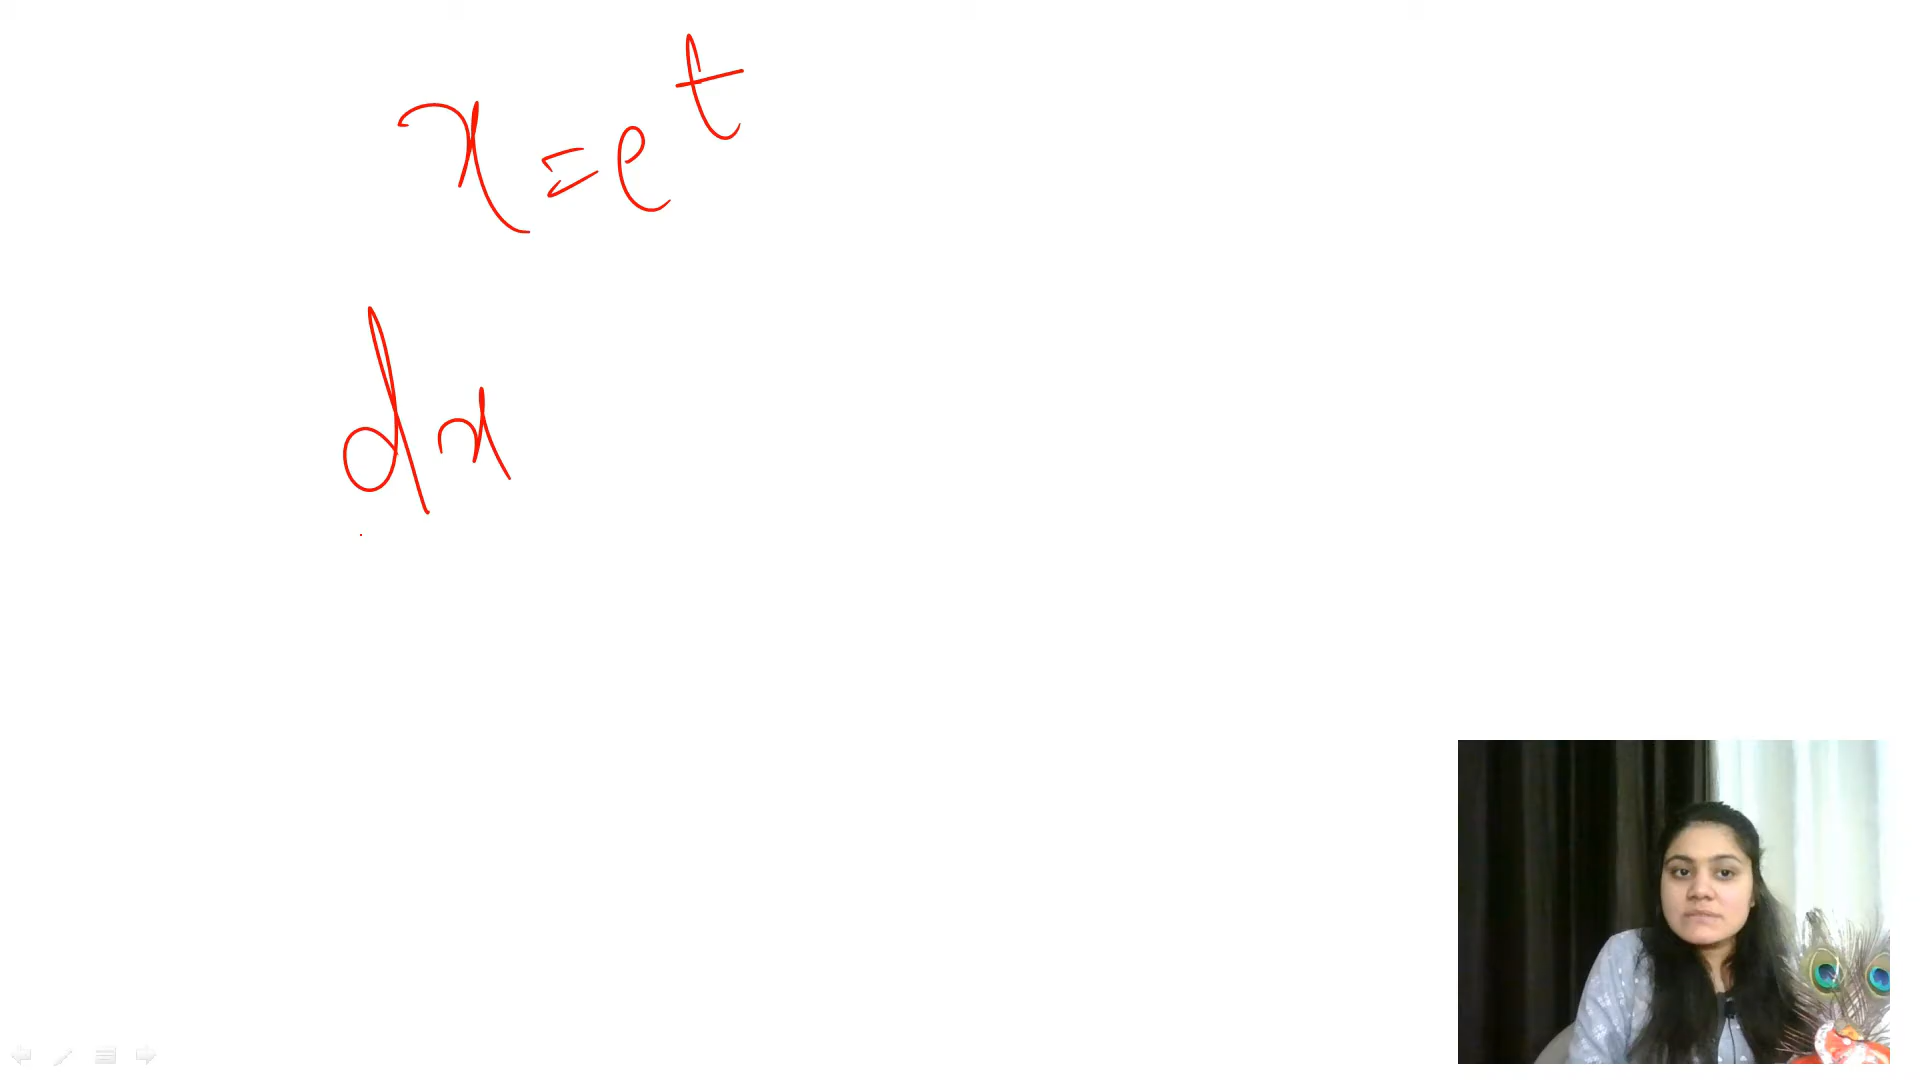 x = e^t
dx